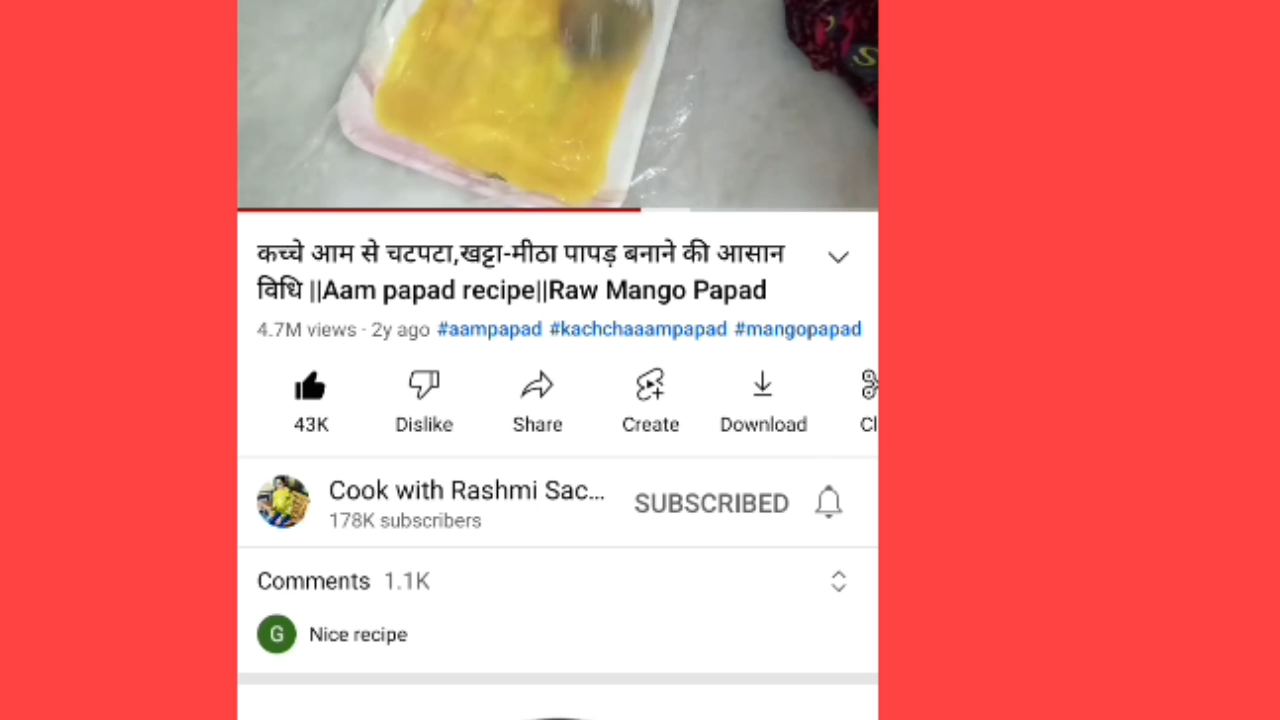 कच्चे आम से चटपटा,खट्टा-मीठा पापड़ बनाने की आसान
विधि ||Aam papad recipe||Raw Mango Papad
4.7M views · 2y ago #aampapad #kachchaaampapad #mangopapad
43K Dislike Share Create Download Cl
Cook with Rashmi Sac... SUBSCRIBED
178K subscribers
Comments 1.1K
G Nice recipe